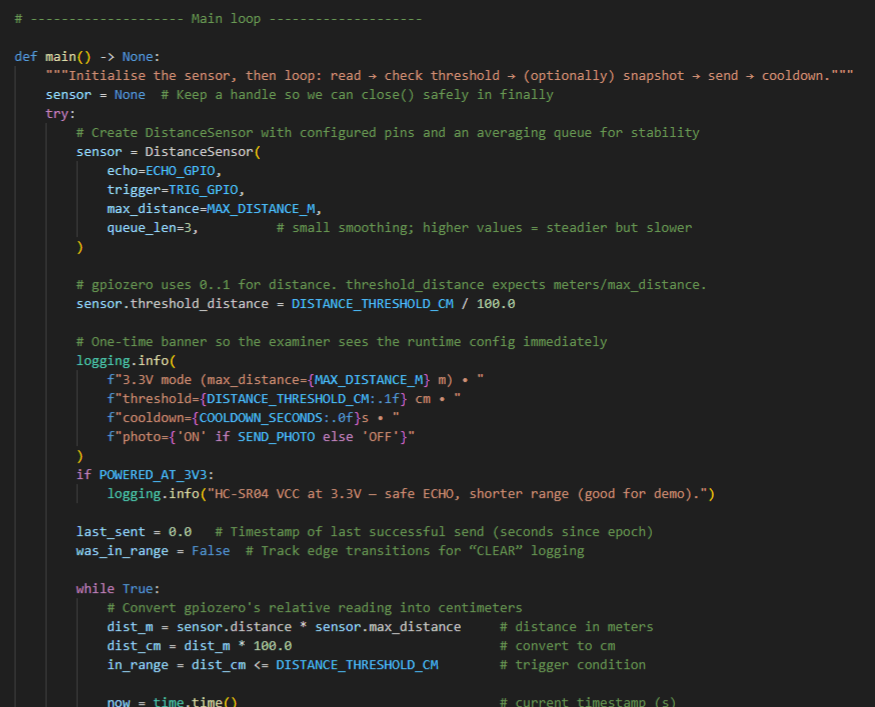 # -------------------- Main loop --------------------
def main() -> None:
"""Initialise the sensor, then loop: read → check threshold → (optionally) snapshot → send → cooldown."""
sensor = None  # Keep a handle so we can close() safely in finally
try:
# Create DistanceSensor with configured pins and an averaging queue for stability
sensor = DistanceSensor(
echo=ECHO_GPIO,
trigger=TRIG_GPIO,
max_distance=MAX_DISTANCE_M,
queue_len=3,          # small smoothing; higher values = steadier but slower
)
# gpiozero uses 0..1 for distance. threshold_distance expects meters/max_distance.
sensor.threshold_distance = DISTANCE_THRESHOLD_CM / 100.0
# One-time banner so the examiner sees the runtime config immediately
logging.info(
f"3.3V mode (max_distance={MAX_DISTANCE_M} m) • "
f"threshold={DISTANCE_THRESHOLD_CM:.1f} cm • "
f"cooldown={COOLDOWN_SECONDS:.0f}s • "
f"photo={'ON' if SEND_PHOTO else 'OFF'}"
)
if POWERED_AT_3V3:
logging.info("HC-SR04 VCC at 3.3V — safe ECHO, shorter range (good for demo).")
last_sent = 0.0   # Timestamp of last successful send (seconds since epoch)
was_in_range = False  # Track edge transitions for “CLEAR” logging
while True:
# Convert gpiozero's relative reading into centimeters
dist_m = sensor.distance * sensor.max_distance     # distance in meters
dist_cm = dist_m * 100.0                           # convert to cm
in_range = dist_cm <= DISTANCE_THRESHOLD_CM        # trigger condition
now = time.time()                                  # current timestamp (s)